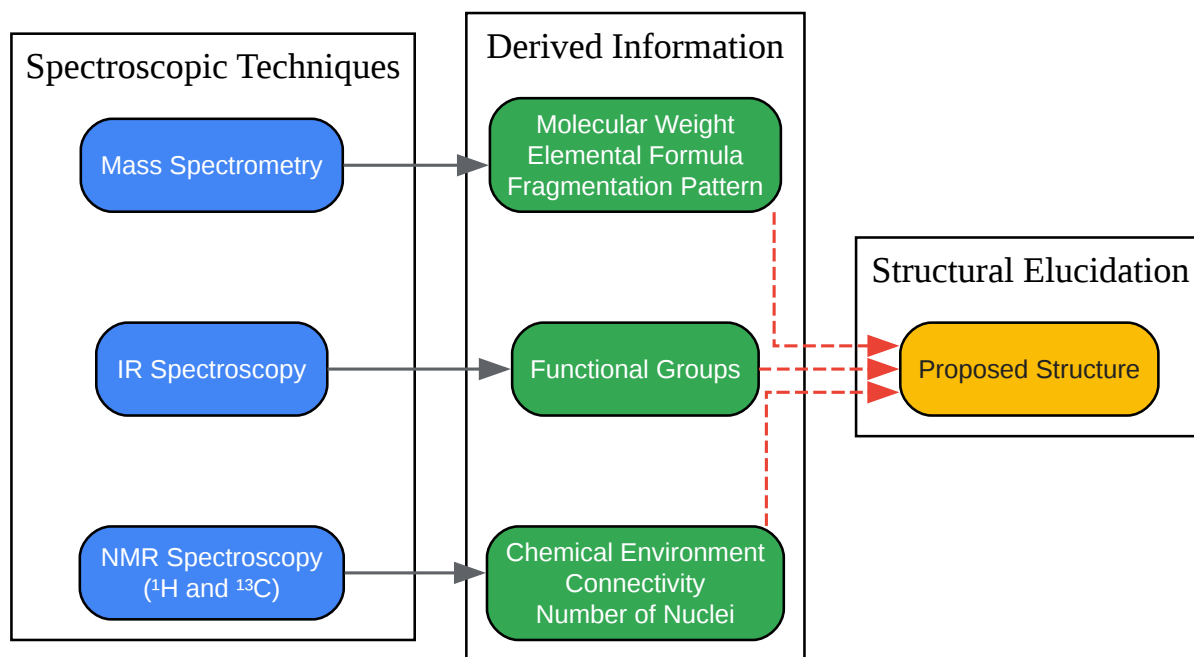 Spectroscopic Techniques
Mass Spectrometry
IR Spectroscopy
NMR Spectroscopy
(¹H and ¹³C)
Derived Information
Molecular Weight
Elemental Formula
Fragmentation Pattern
Functional Groups
Chemical Environment
Connectivity
Number of Nuclei
Structural Elucidation
Proposed Structure